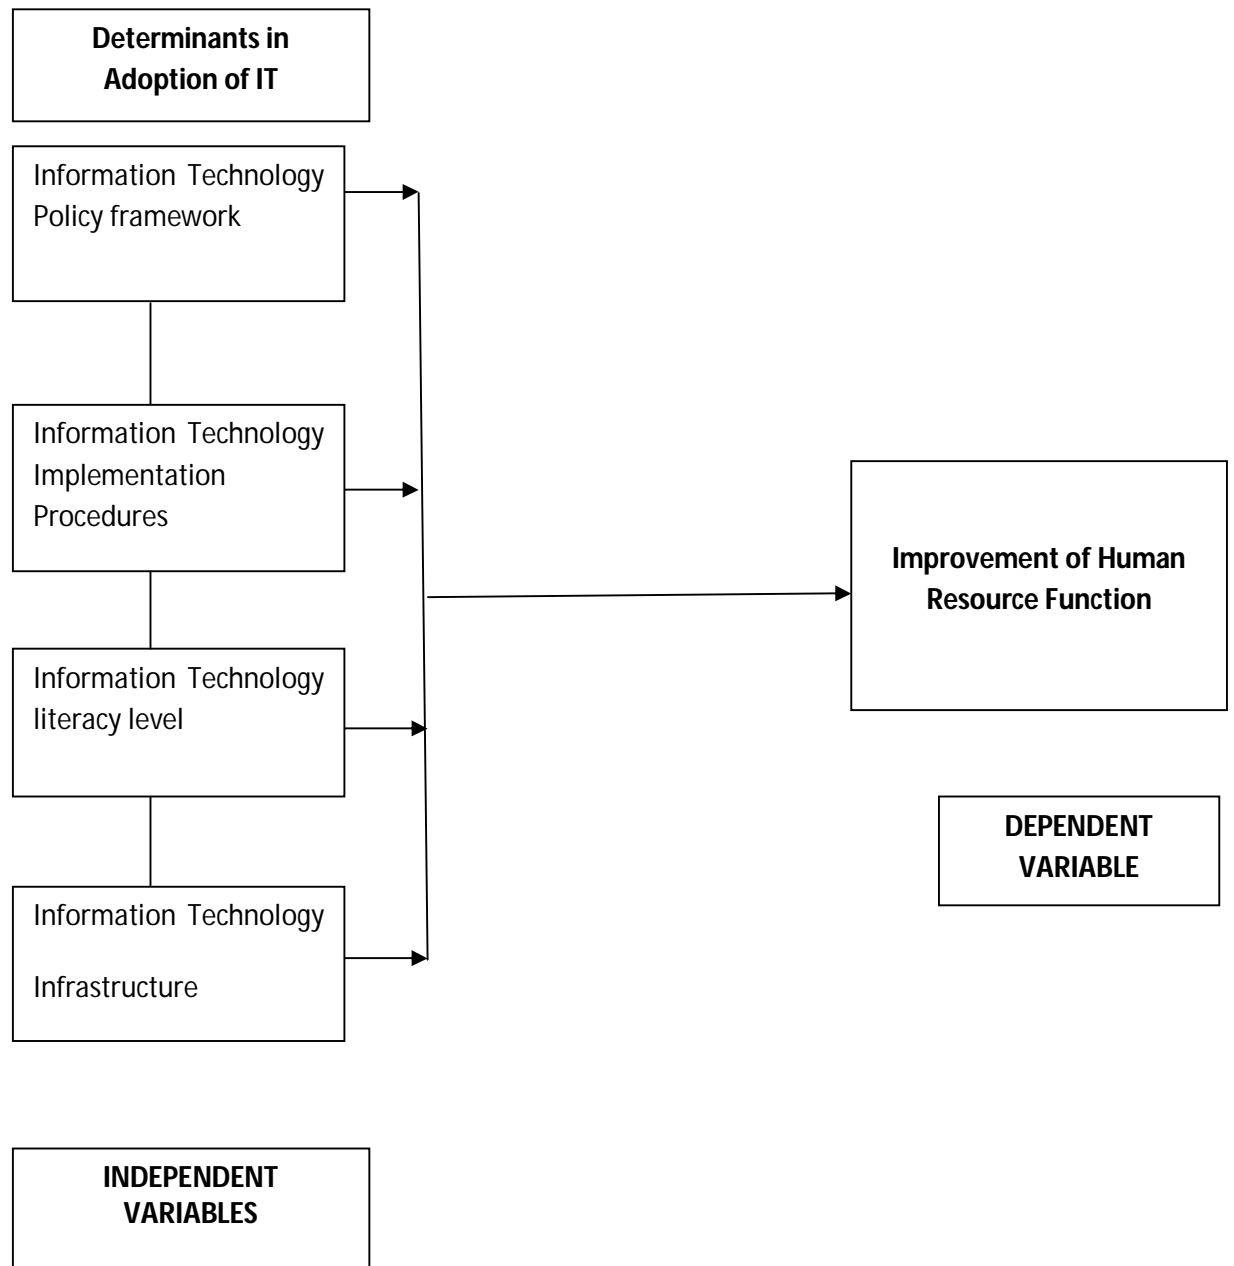 Determinants in
Adoption of IT
Information Technology
Policy framework
Information Technology
Implementation
Procedures
Information Technology
literacy level
Information Technology
Infrastructure
Improvement of Human
Resource Function
DEPENDENT
VARIABLE
INDEPENDENT
VARIABLES